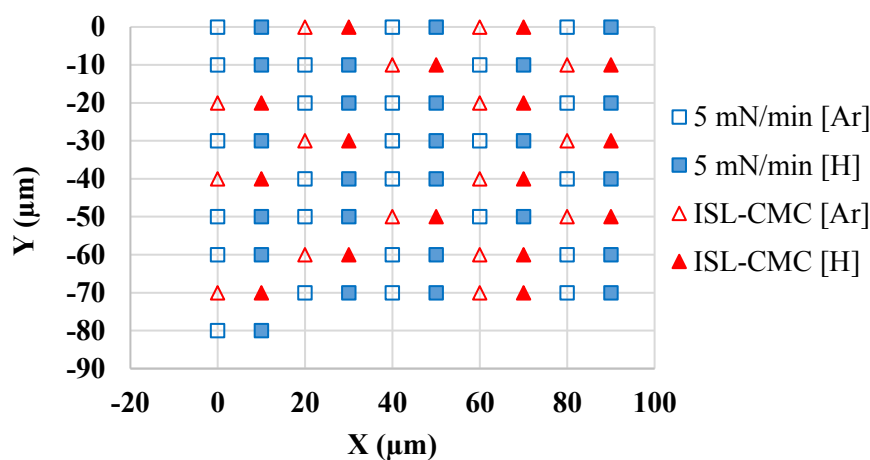 0
-10
-20
-30
-40
-50
-60
-70
-80
-90
Y (μm)
-20 0 20 40 60 80 100
X (μm)
5 mN/min [Ar]
5 mN/min [H]
ISL-CMC [Ar]
ISL-CMC [H]